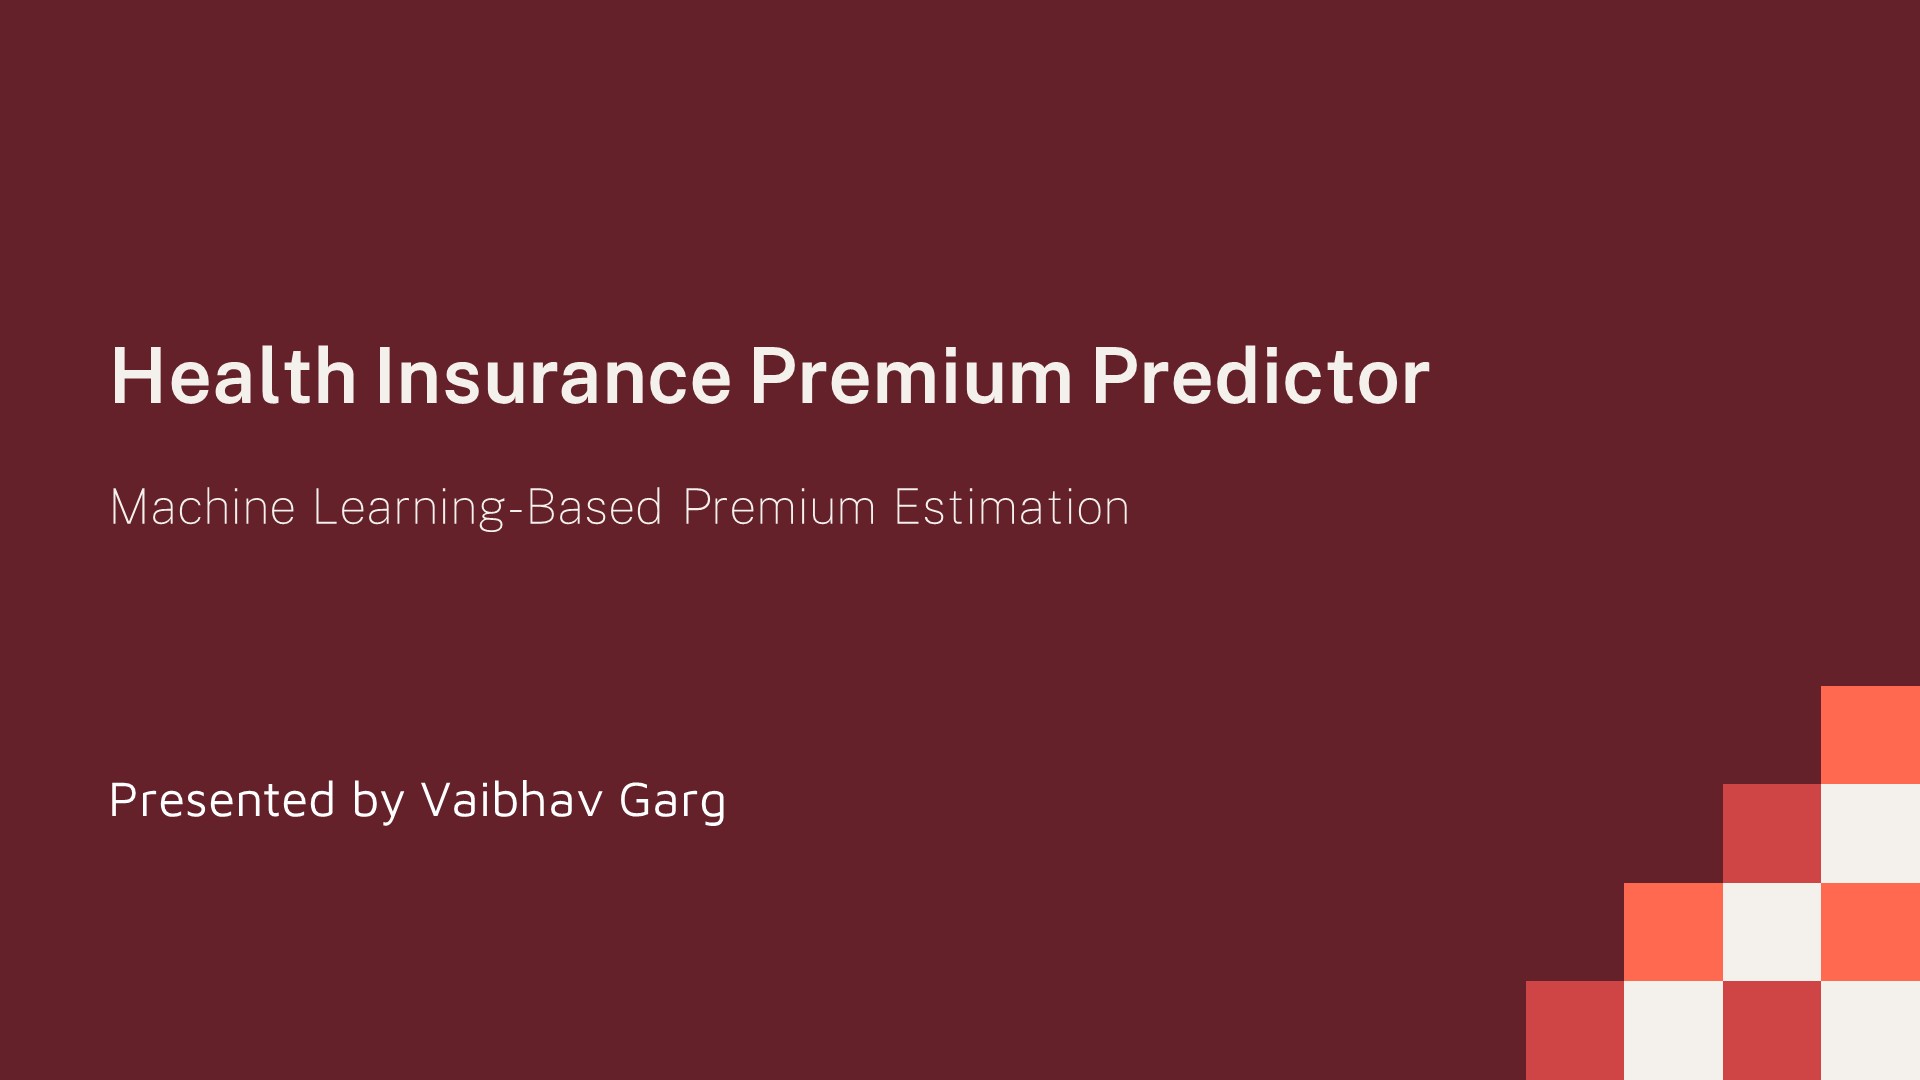 Health Insurance Premium Predictor
Machine Learning-Based Premium Estimation
Presented by Vaibhav Garg